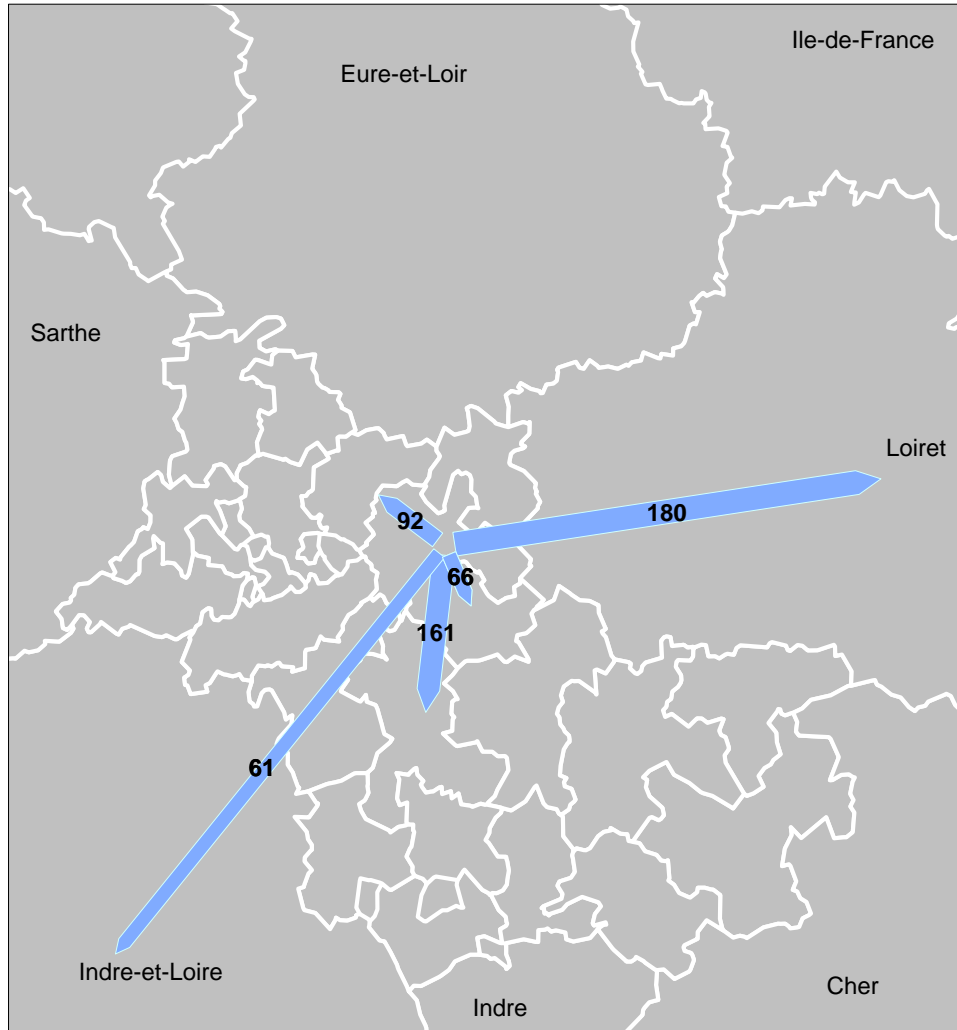 Ile-de-France
Eure-et-Loir
Sarthe
Loiret
180
92
66
161
61
Indre-et-Loire
Cher
Indre